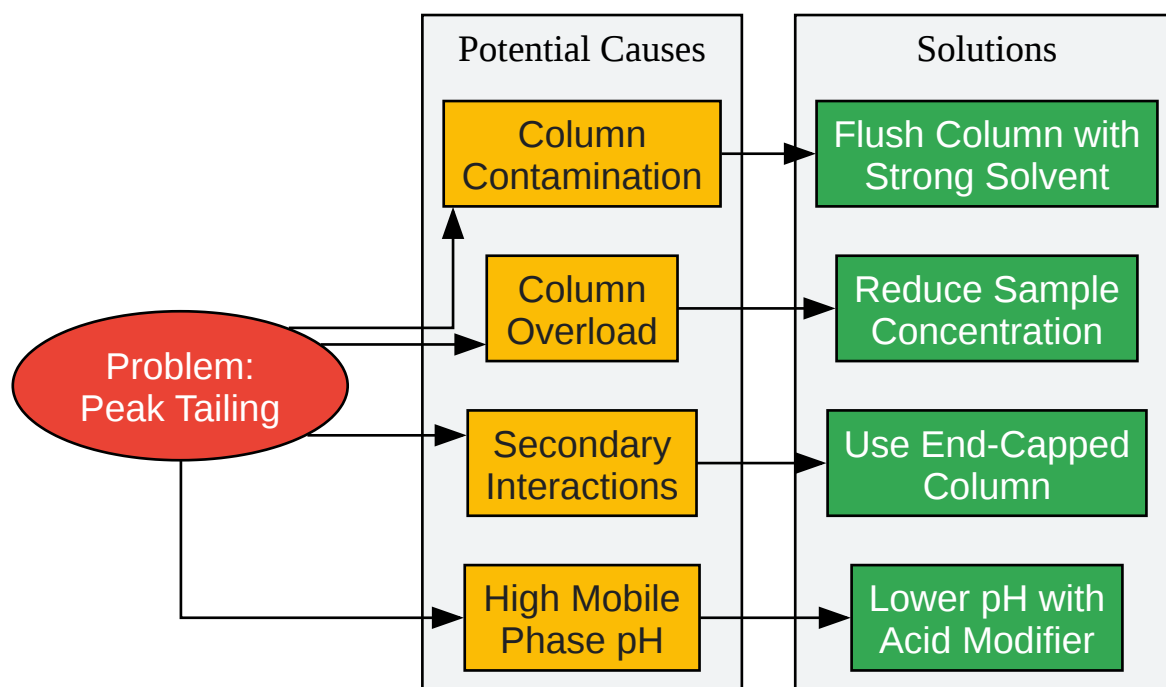 Potential Causes
Solutions
Column
Contamination
Flush Column with
Strong Solvent
Column
Overload
Reduce Sample
Concentration
Problem:
Peak Tailing
Secondary
Interactions
Use End-Capped
Column
High Mobile
Phase pH
Lower pH with
Acid Modifier